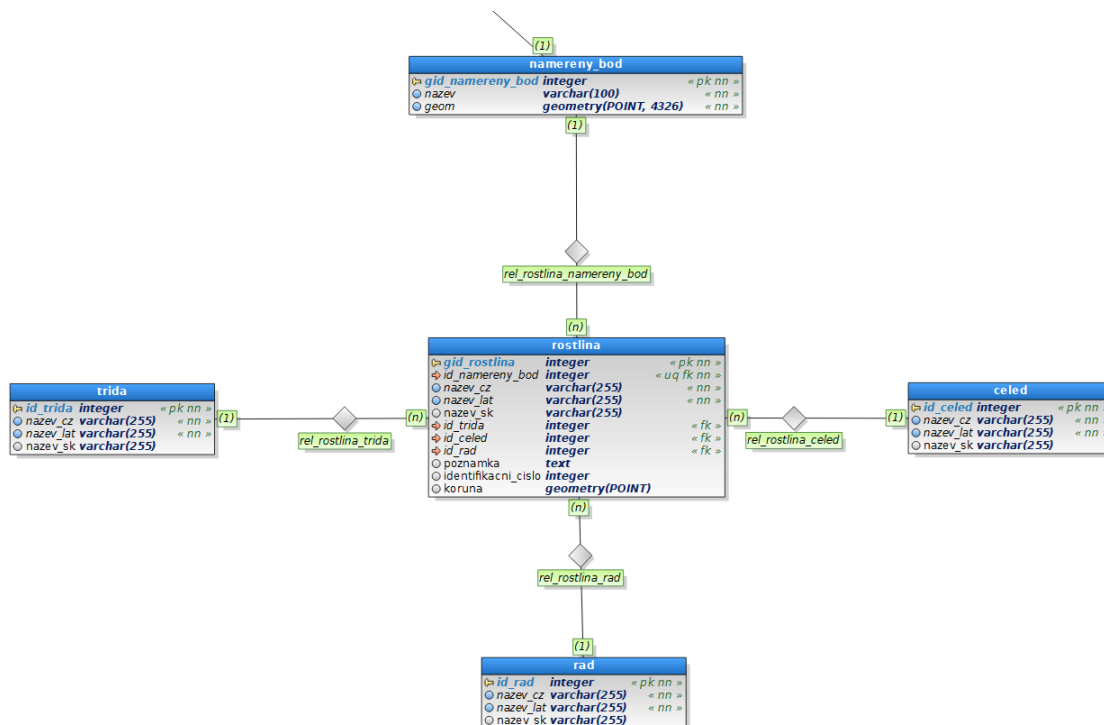 (1)
namereny_bod
gid_namereny_bod integer « pk nn »
nazev varchar(100) « nn »
geom geometry(POINT, 4326) « nn »
(1)
rel_rostlina_namereny_bod
(n)
rostlina
gid_rostlina integer « pk nn »
id_namereny_bod integer « uq fk nn »
nazev_cz varchar(255) « nn »
nazev_lat varchar(255) « nn »
nazev_sk varchar(255)
id_trida integer « fk »
id_celed integer « fk »
id_rad integer « fk »
poznamka text
identifikacni_cislo integer
koruna geometry(POINT)
trida
id_trida integer « pk nn »
nazev_cz varchar(255) « nn »
nazev_lat varchar(255) « nn »
nazev_sk varchar(255)
(1)
rel_rostlina_trida
(n)
(n)
rel_rostlina_celed
(1)
celed
id_celed integer « pk nn »
nazev_cz varchar(255) « nn »
nazev_lat varchar(255) « nn »
nazev_sk varchar(255)
(n)
rel_rostlina_rad
(1)
rad
id_rad integer « pk nn »
nazev_cz varchar(255) « nn »
nazev_lat varchar(255) « nn »
nazev_sk varchar(255)